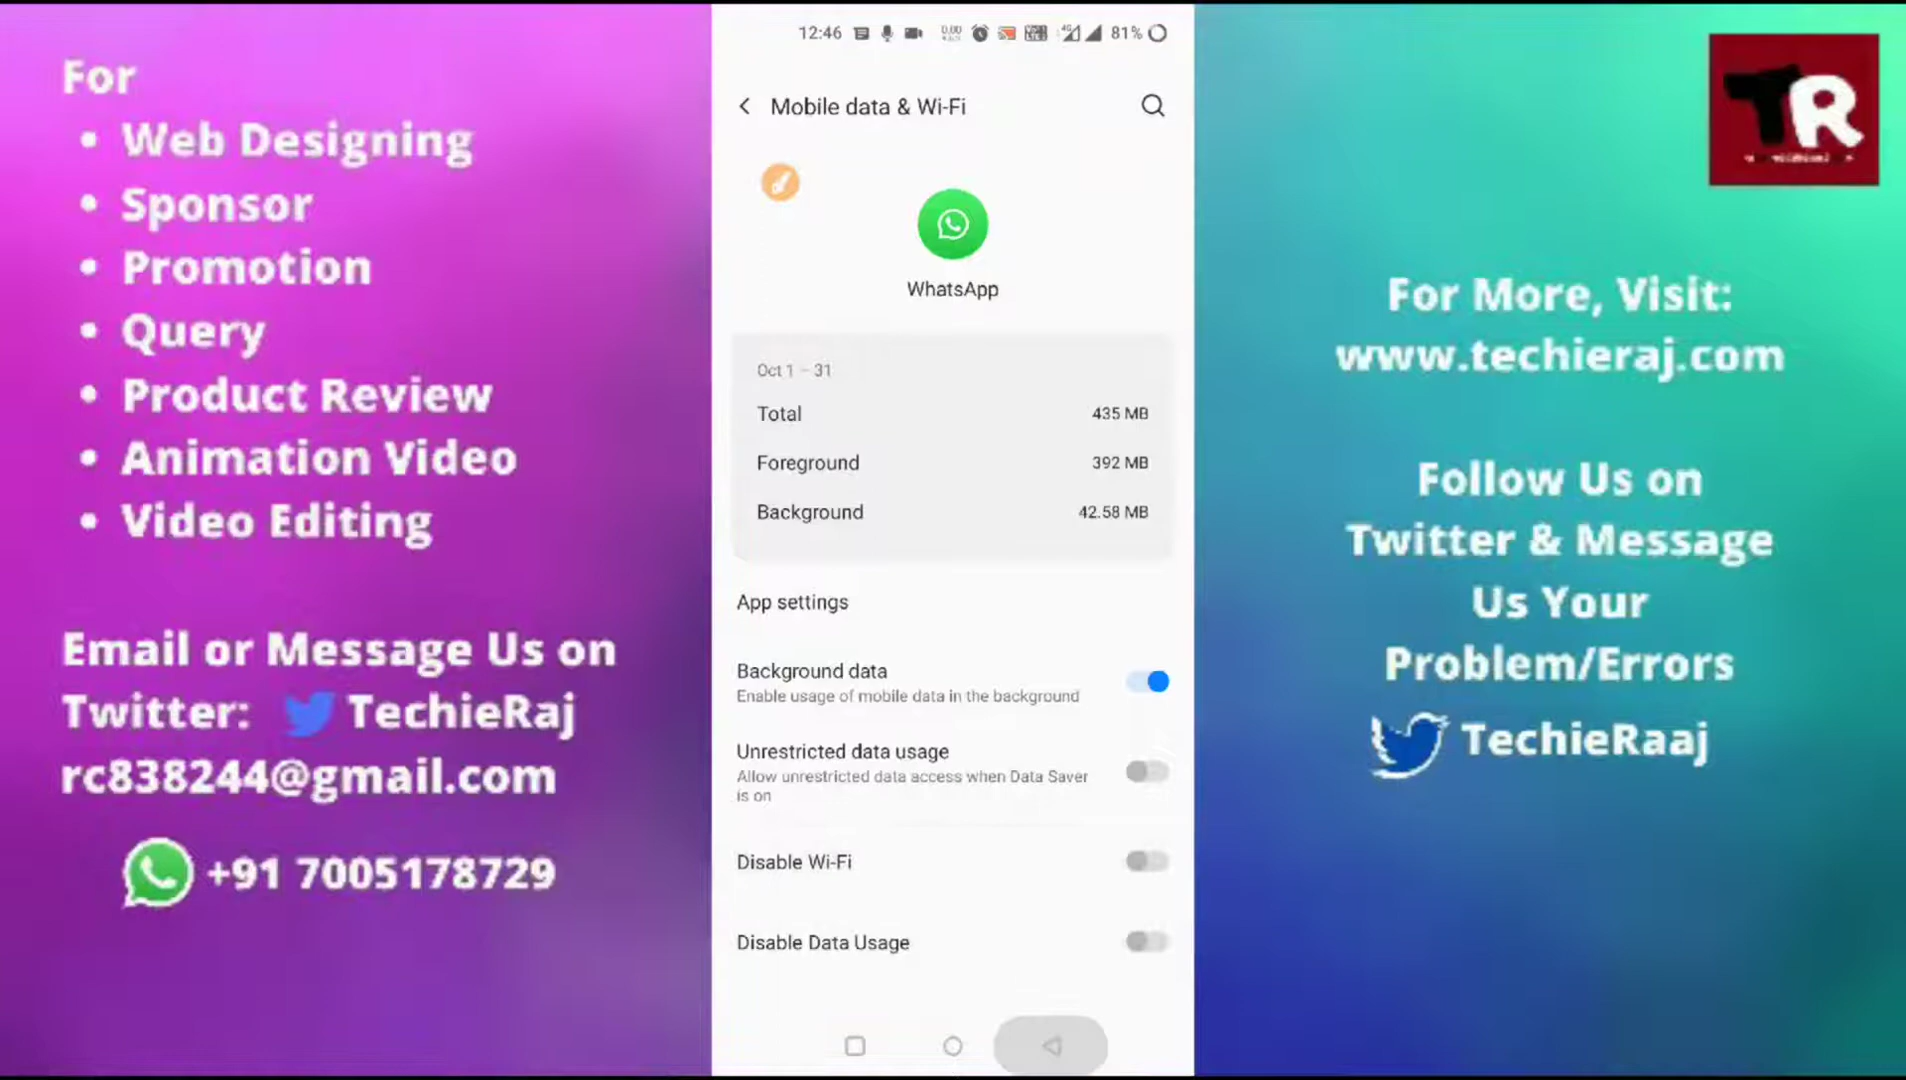 For
• Web Designing
• Sponsor
• Promotion
• Query
• Product Review
• Animation Video
• Video Editing
Email or Message Us on
Twitter: TechieRaj
rc838244@gmail.com
+91 7005178729
12:46 81%
Mobile data & Wi-Fi
WhatsApp
Oct 1 – 31
Total 435 MB
Foreground 392 MB
Background 42.58 MB
App settings
Background data
Enable usage of mobile data in the background
Unrestricted data usage
Allow unrestricted data access when Data Saver
is on
Disable Wi-Fi
Disable Data Usage
TR
For More, Visit:
www.techieraj.com
Follow Us on
Twitter & Message
Us Your
Problem/Errors
TechieRaaj